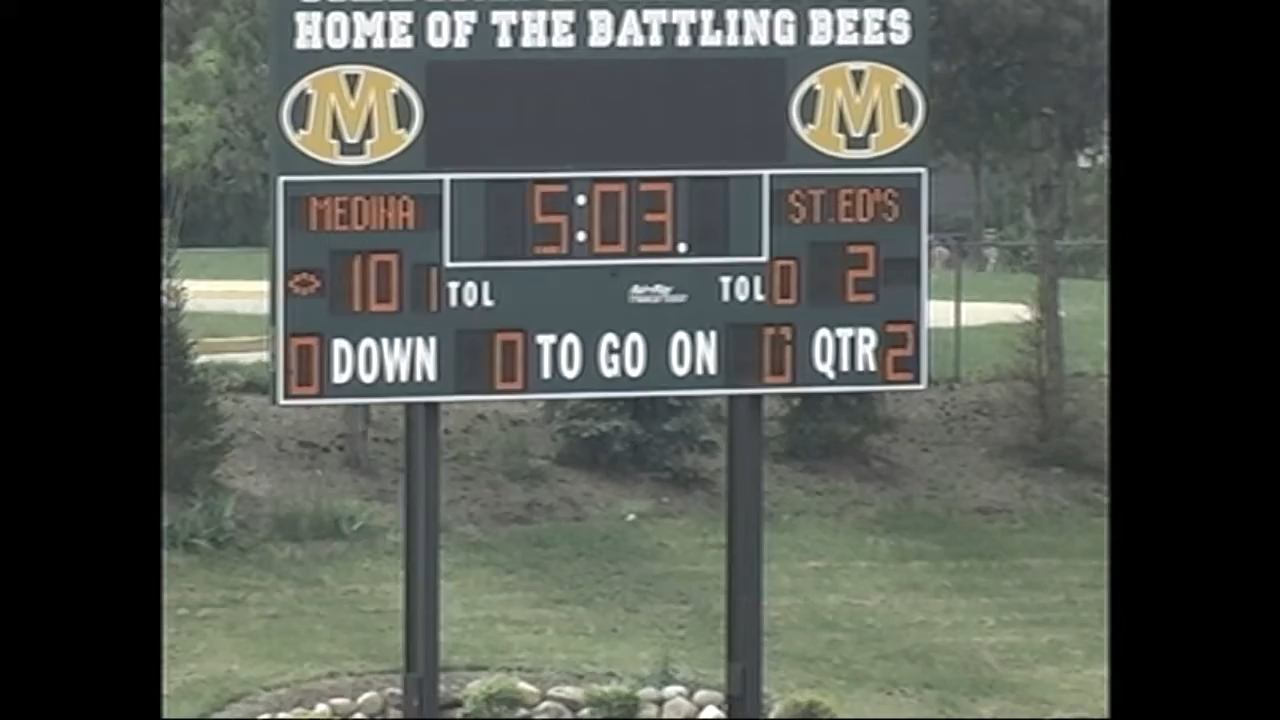 HOME OF THE BATTLING BEES
M M
MEDINA 5:03. ST.ED'S
10 1 TOL TOL 0 2
0 DOWN 0 TO GO ON 0 QTR 2